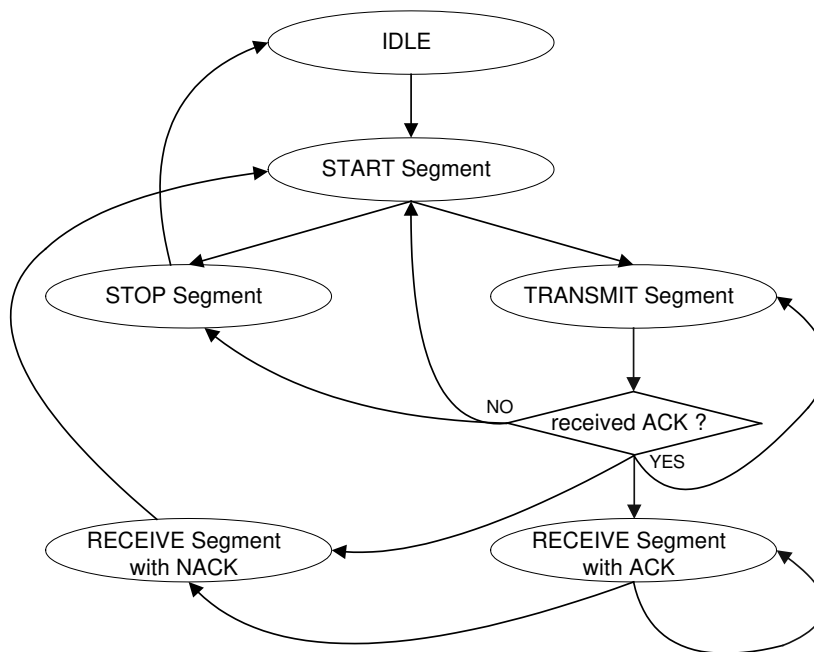 IDLE
START Segment
STOP Segment
TRANSMIT Segment
NO
received ACK ?
YES
RECEIVE Segment
with NACK
RECEIVE Segment
with ACK